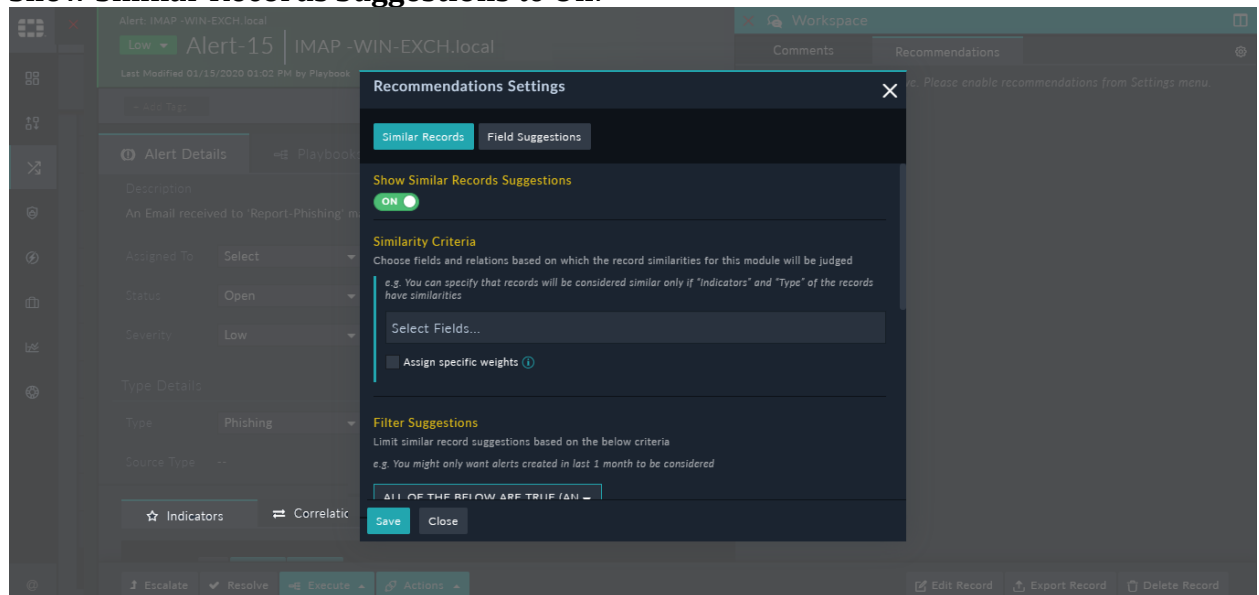 Show Similar Records Suggestions to On.
Alert: IMAP -WIN-EXCH.local
Workspace
Low Alert-15 IMAP -WIN-EXCH.local
Comments Recommendations
Last Modified 01/15/2020 01:02 PM by Playbook
ve. Please enable recommendations from Settings menu.
+ Add Tags
Recommendations Settings
Similar Records Field Suggestions
Alert Details Playbooks
Show Similar Records Suggestions
ON
Description
An Email received to 'Report-Phishing' m
Similarity Criteria
Choose fields and relations based on which the record similarities for this module will be judged
e.g. You can specify that records will be considered similar only if "Indicators" and "Type" of the records
have similarities
Assigned To Select
Status Open
Select Fields...
Severity Low
Assign specific weights
Type Details
Type Phishing
Filter Suggestions
Limit similar record suggestions based on the below criteria
e.g. You might only want alerts created in last 1 month to be considered
Source Type --
ALL OF THE BELOW ARE TRUE (AN
Indicators Correlatic
Save Close
Escalate Resolve Execute Actions Edit Record Export Record Delete Record